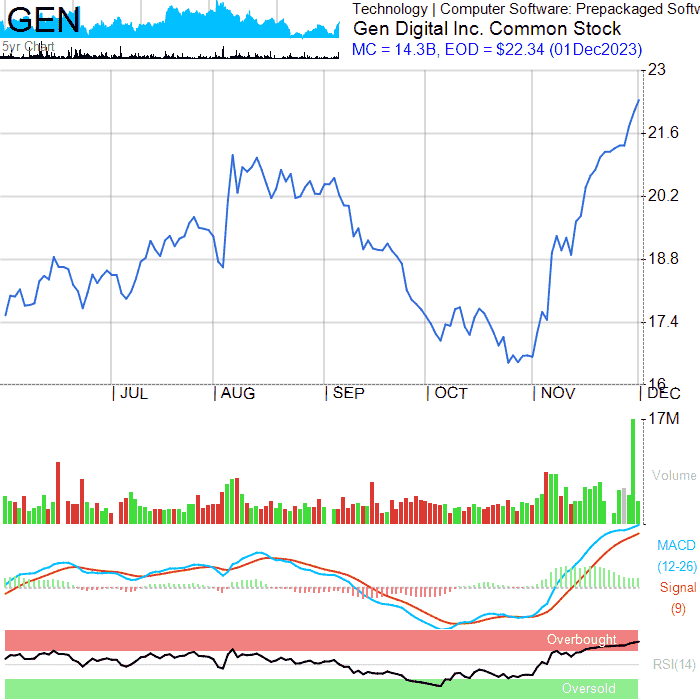 GEN
5yr Chart
Technology | Computer Software: Prepackaged Softw
Gen Digital Inc. Common Stock
MC = 14.3B, EOD = $22.34 (01Dec2023)
23
21.6
20.2
18.8
17.4
16
JUL AUG SEP OCT NOV DEC
17M
Volume
MACD
(12-26)
Signal
(9)
Overbought
RSI(14)
Oversold